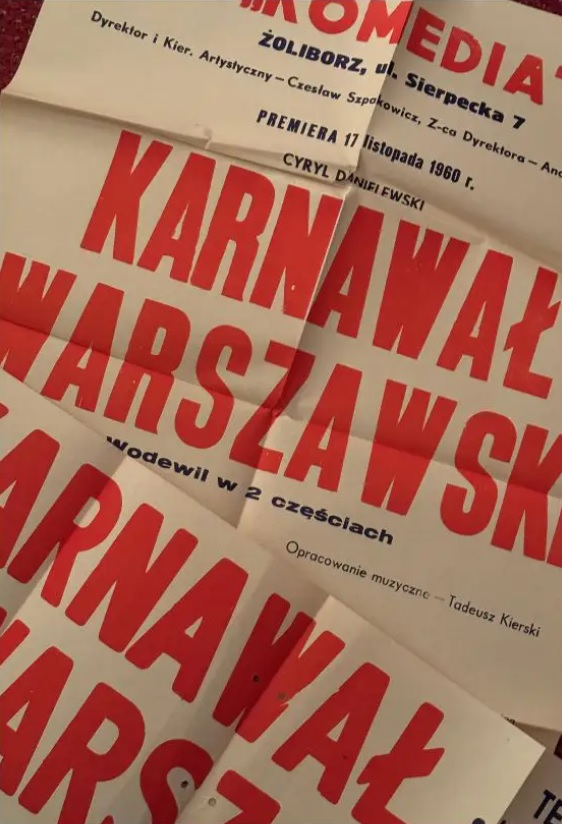 „KOMEDIA"
ŻOLIBORZ, ul. Sierpecka 7
Dyrektor i Kier. Artystyczny – Czesław Szpakowicz, Z-ca Dyrektora –
PREMIERA 17 listopada 1960 r.
CYRYL DANIELEWSKI
KARNAWAŁ
WARSZAWSKI
Wodewil w 2 częściach
Opracowanie muzyczne – Tadeusz Kierski
KARNAWAŁ
WARSZ